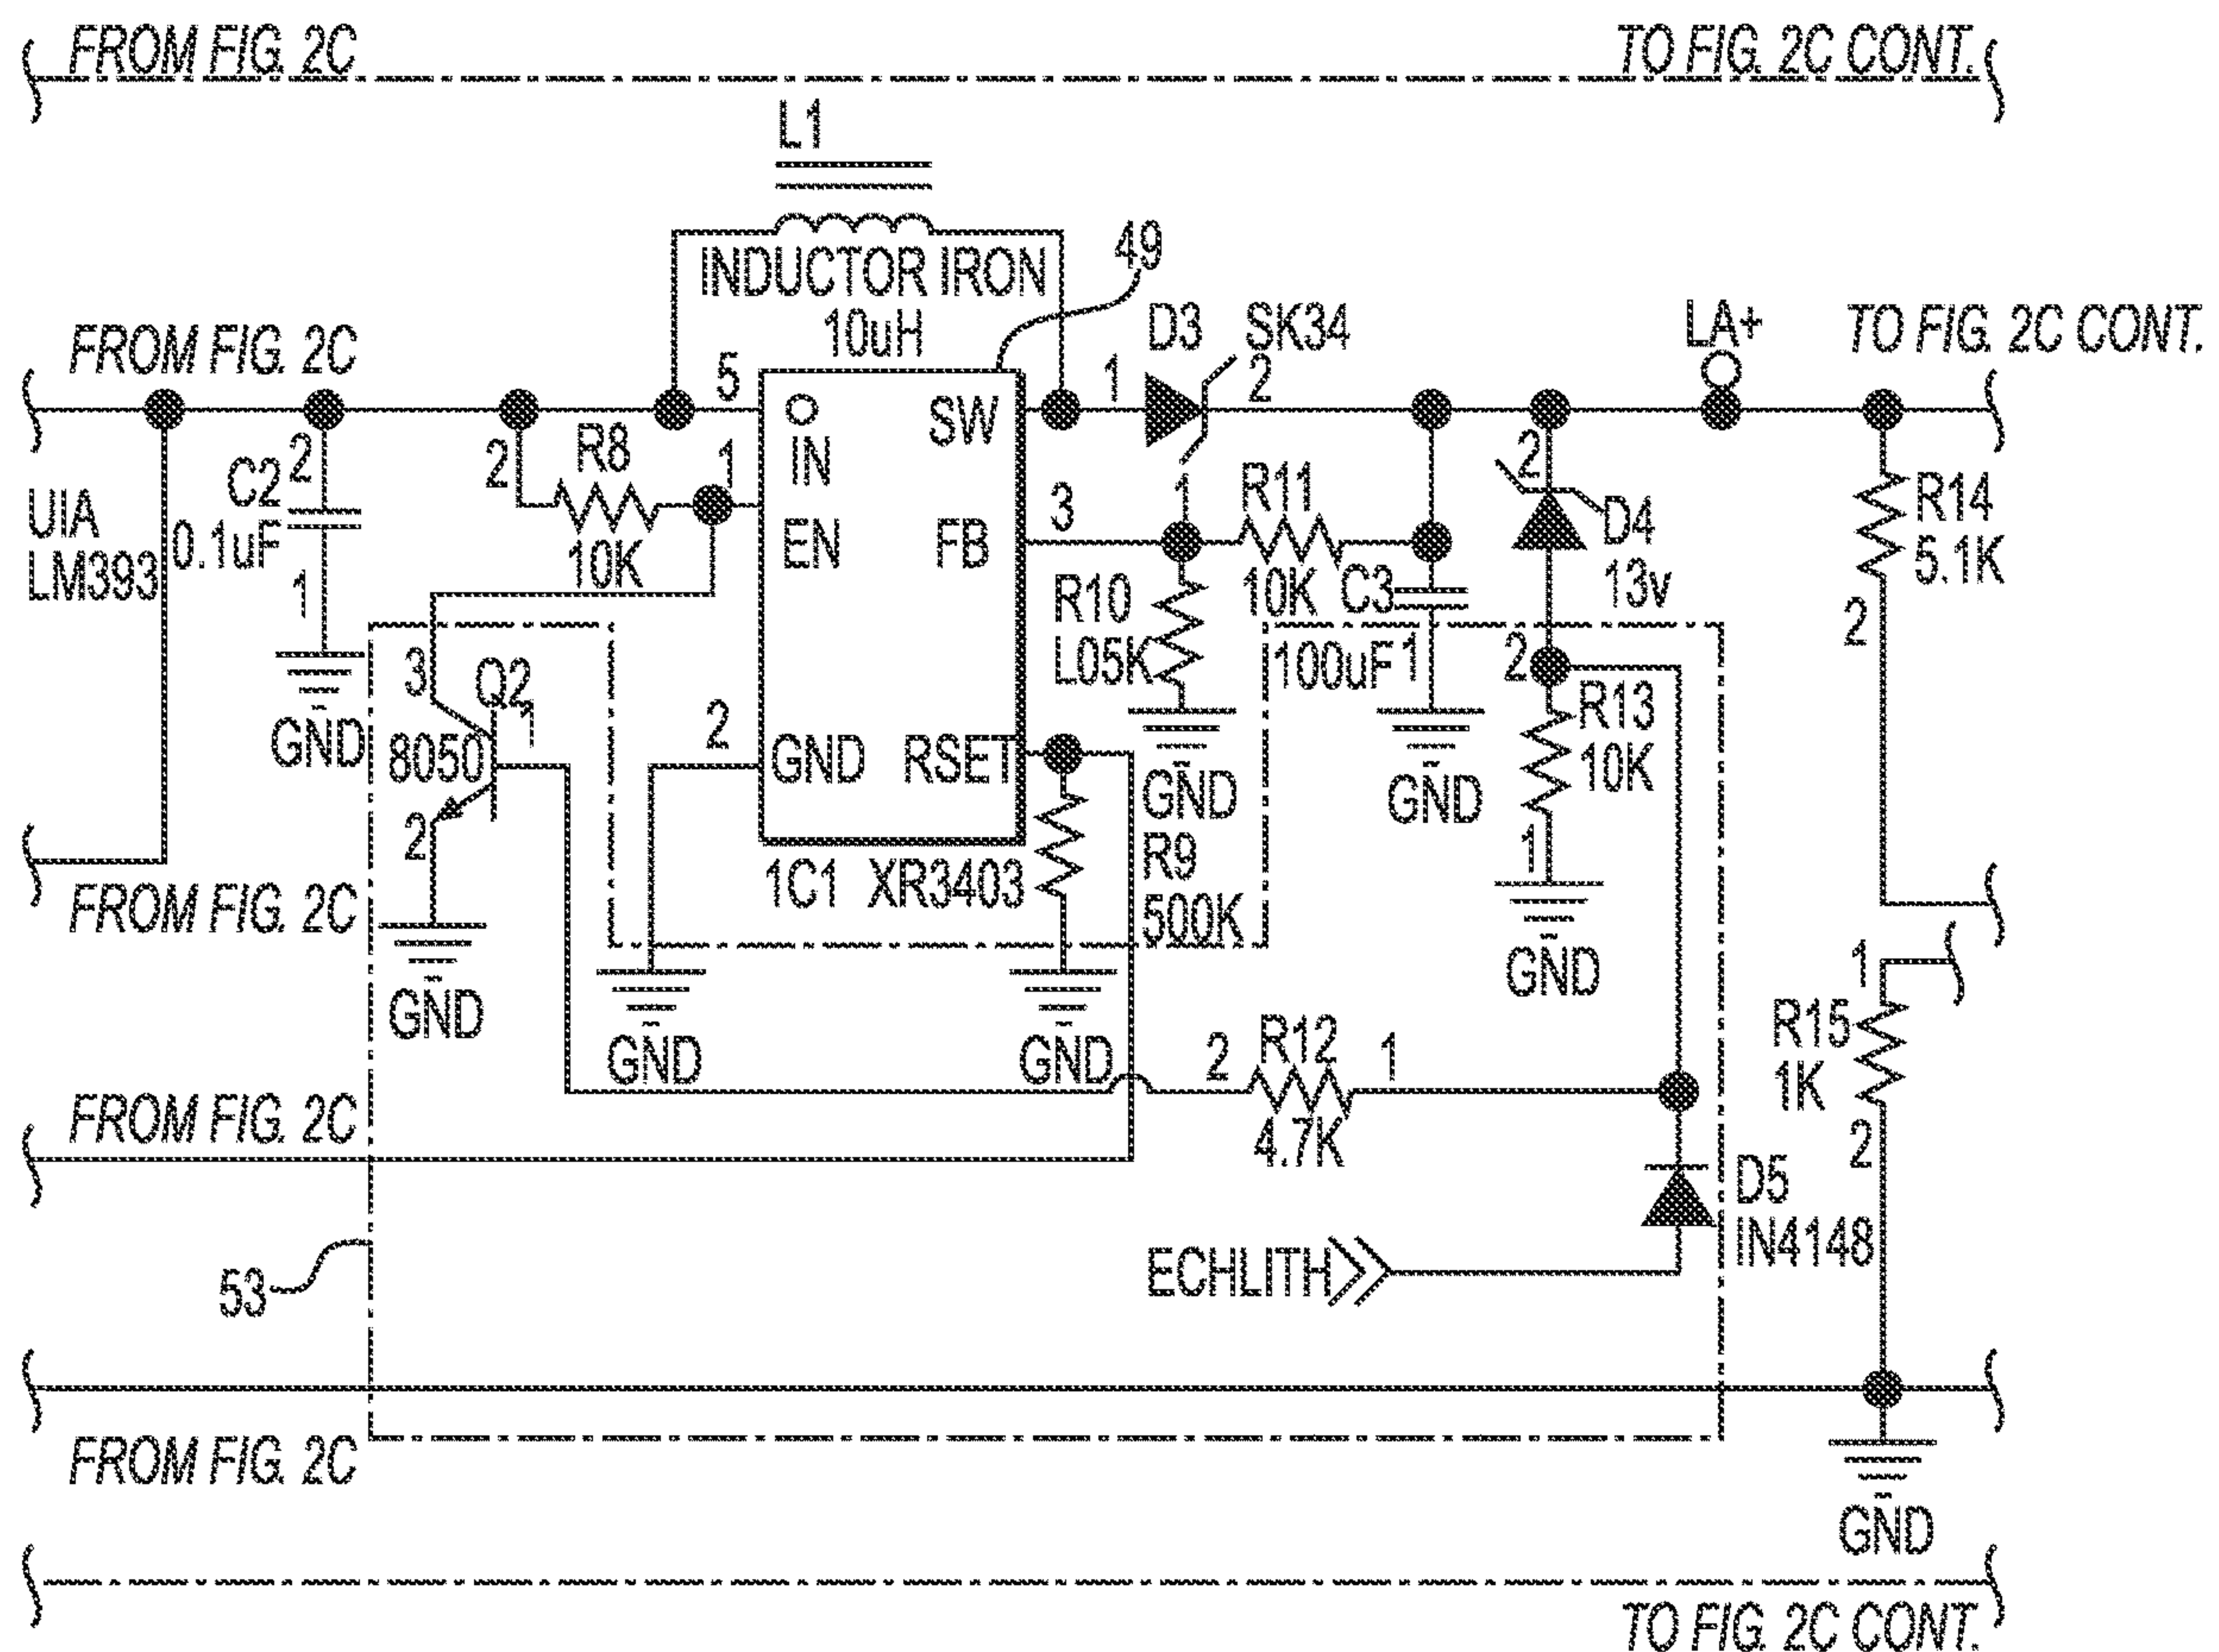 FROM FIG. 2C
TO FIG. 2C CONT.
L1
INDUCTOR IRON
10uH
49
D3
SK34
LA+
TO FIG. 2C CONT.
FROM FIG. 2C
5
1
2
SW
IN
R8
10K
2
1
EN
FB
3
1
R11
10K
2
D4
13v
R14
5.1K
2
UIA
LM393
C2
0.1uF
2
1
GND
R10
L05K
GND
C3
100uF
1
GND
2
R13
10K
1
GND
3
Q2
1
8050
2
GND
2
GND
RSET
1C1 XR3403
R9
500K
FROM FIG. 2C
GND
GND
2
R12
1
4.7K
1
R15
1K
2
FROM FIG. 2C
D5
IN4148
ECHLITH
53
FROM FIG. 2C
GND
TO FIG. 2C CONT.